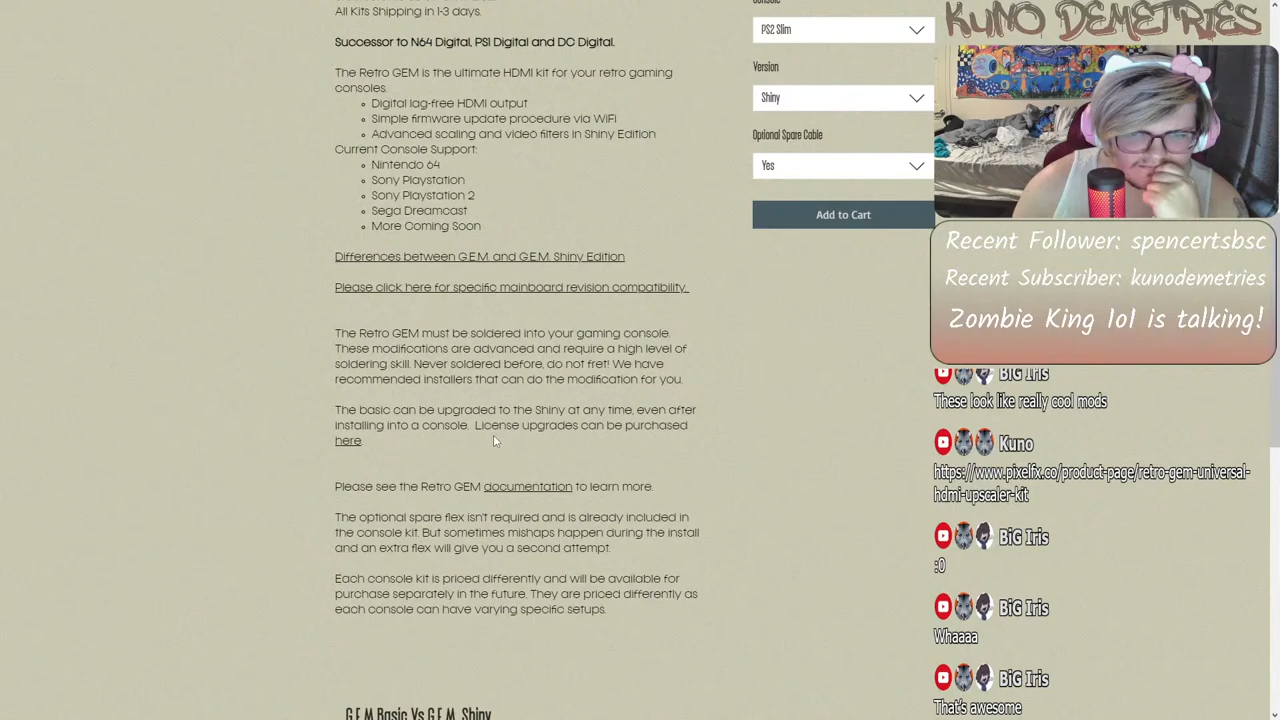 All Kits Shipping in 1-3 days.
Successor to N64 Digital, PS1 Digital and DC Digital.
The Retro GEM is the ultimate HDMI kit for your retro gaming
consoles.
Digital lag-free HDMI output
Simple firmware update procedure via WiFi
Advanced scaling and video filters in Shiny Edition
Current Console Support:
Nintendo 64
Sony Playstation
Sony Playstation 2
Sega Dreamcast
More Coming Soon
Differences between G.E.M. and G.E.M. Shiny Edition
Please click here for specific mainboard revision compatibility.
The Retro GEM must be soldered into your gaming console.
These modifications are advanced and require a high level of
soldering skill. Never soldered before, do not fret! We have
recommended installers that can do the modification for you.
The basic can be upgraded to the Shiny at any time, even after
installing into a console. License upgrades can be purchased
here.
Please see the Retro GEM documentation to learn more.
The optional spare flex isn't required and is already included in
the console kit. But sometimes mishaps happen during the install
and an extra flex will give you a second attempt.
Each console kit is priced differently and will be available for
purchase separately in the future. They are priced differently as
each console can have varying specific setups.
G.E.M Basic Vs G.E.M. Shiny
PS2 Slim
Version
Shiny
Optional Spare Cable
Yes
Add to Cart
KUNO DEMETRIES
Recent Follower: spencertsbsc
Recent Subscriber: kunodemetries
Zombie King lol is talking!
BiG Iris
These look like really cool mods
Kuno
https://www.pixelfx.co/product-page/retro-gem-universal-
hdmi-upscaler-kit
BiG Iris
:0
BiG Iris
Whaaaa
BiG Iris
That's awesome